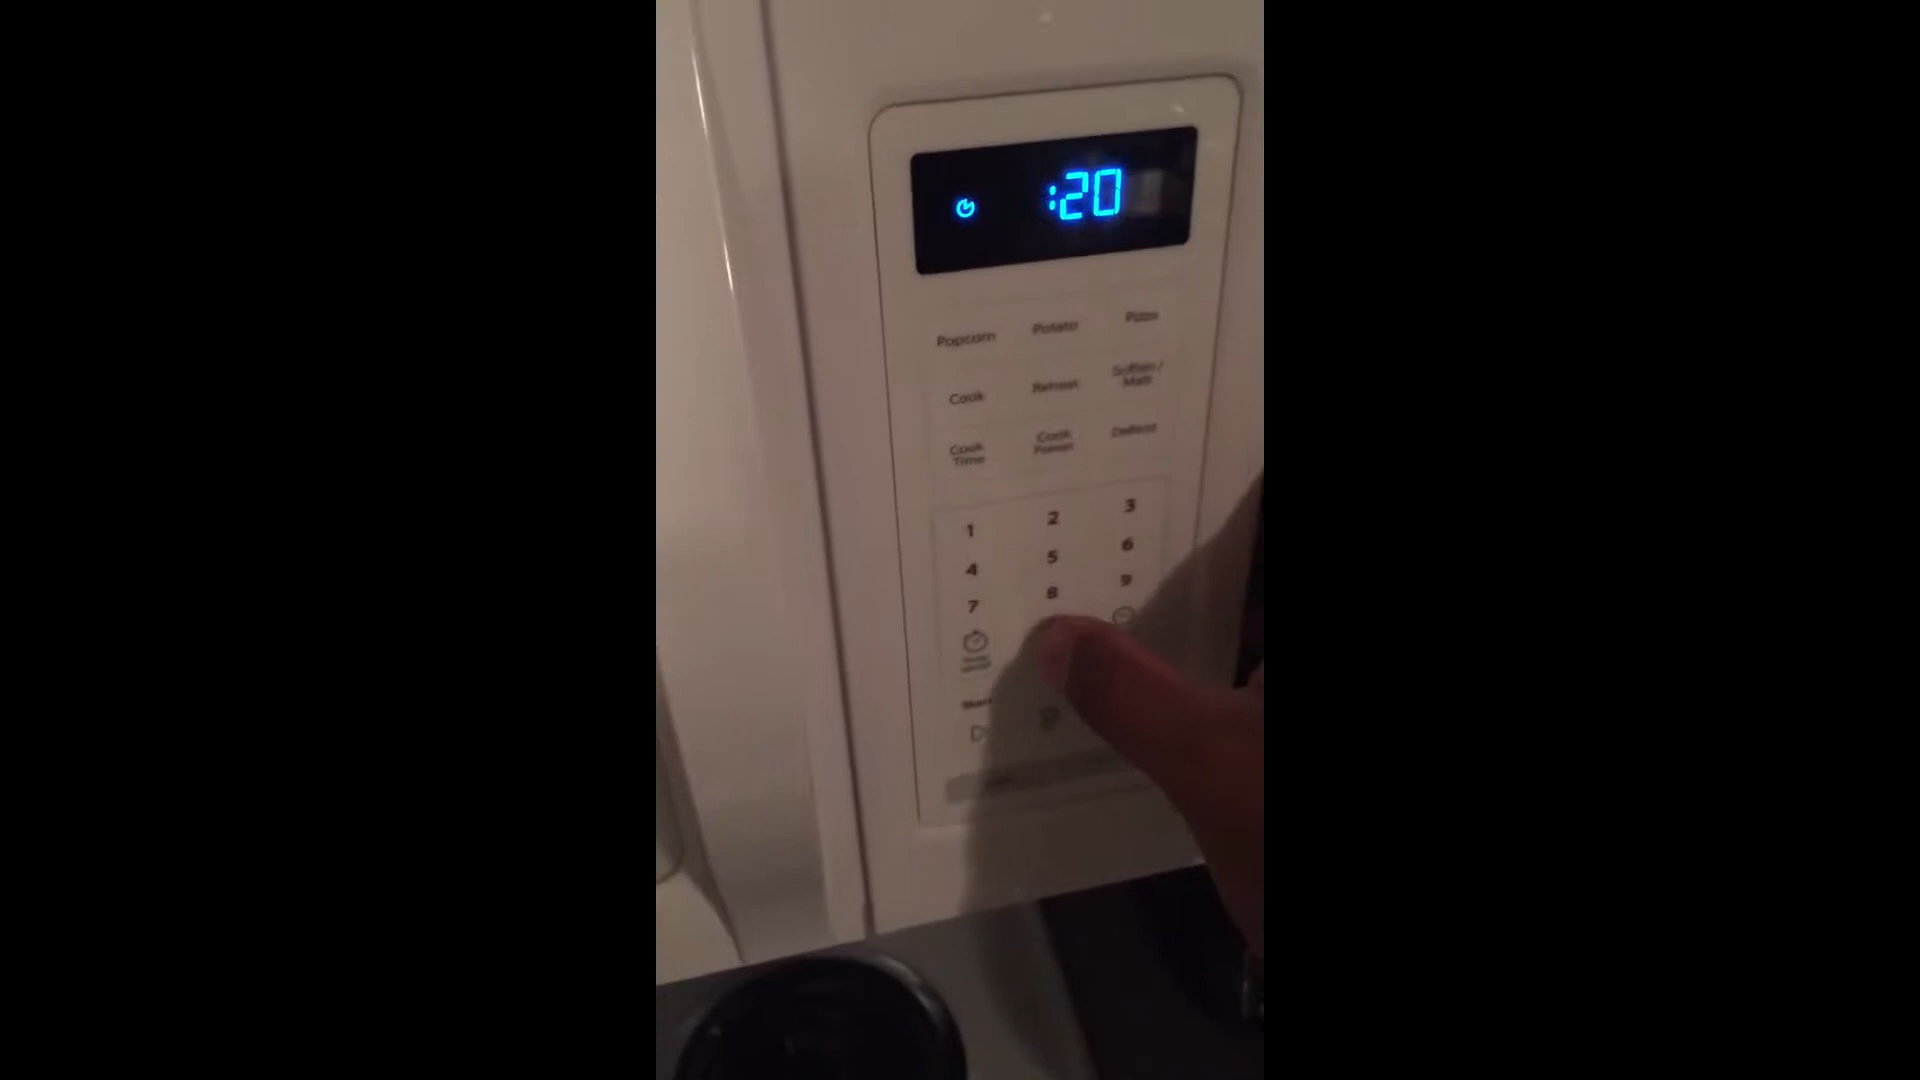 :20
Popcorn Potato Pizza
Cook Reheat Soften/
Melt
Cook Time Cook Power Defrost
1 2 3
4 5 6
7 8 9
Start